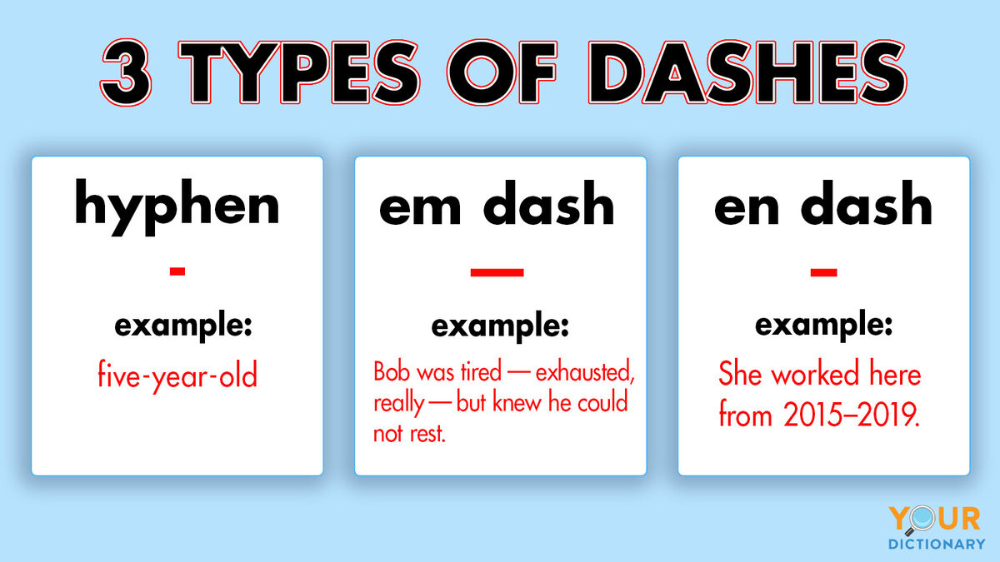 3 TYPES OF DASHES
hyphen
-
example:
five-year-old
em dash
—
example:
Bob was tired — exhausted,
really — but knew he could
not rest.
en dash
–
example:
She worked here
from 2015–2019.
YOUR
DICTIONARY